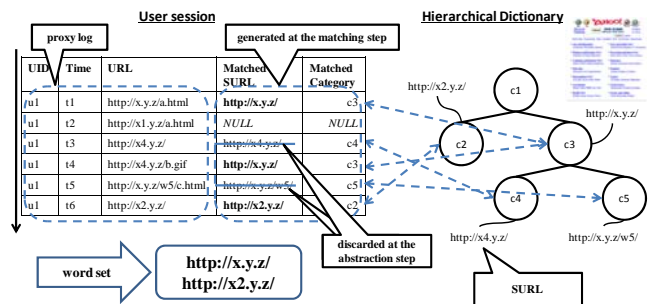 User session
Hierarchical Dictionary
proxy log
generated at the matching step
UID Time URL Matched SURL Matched Category
u1 t1 http://x.y.z/a.html http://x.y.z/ c3
u1 t2 http://x1.y.z/a.html NULL NULL
u1 t3 http://x4.y.z/ http://x4.y.z/ c4
u1 t4 http://x4.y.z/b.gif http://x.y.z/ c3
u1 t5 http://x.y.z/w5/c.html http://x.y.z/w5/ c5
u1 t6 http://x2.y.z/ http://x2.y.z/ c2
discarded at the abstraction step
word set
http://x.y.z/
http://x2.y.z/
YAHOO!
http://x2.y.z/
c1
http://x.y.z/
c2
c3
c4
c5
http://x4.y.z/
http://x.y.z/w5/
SURL